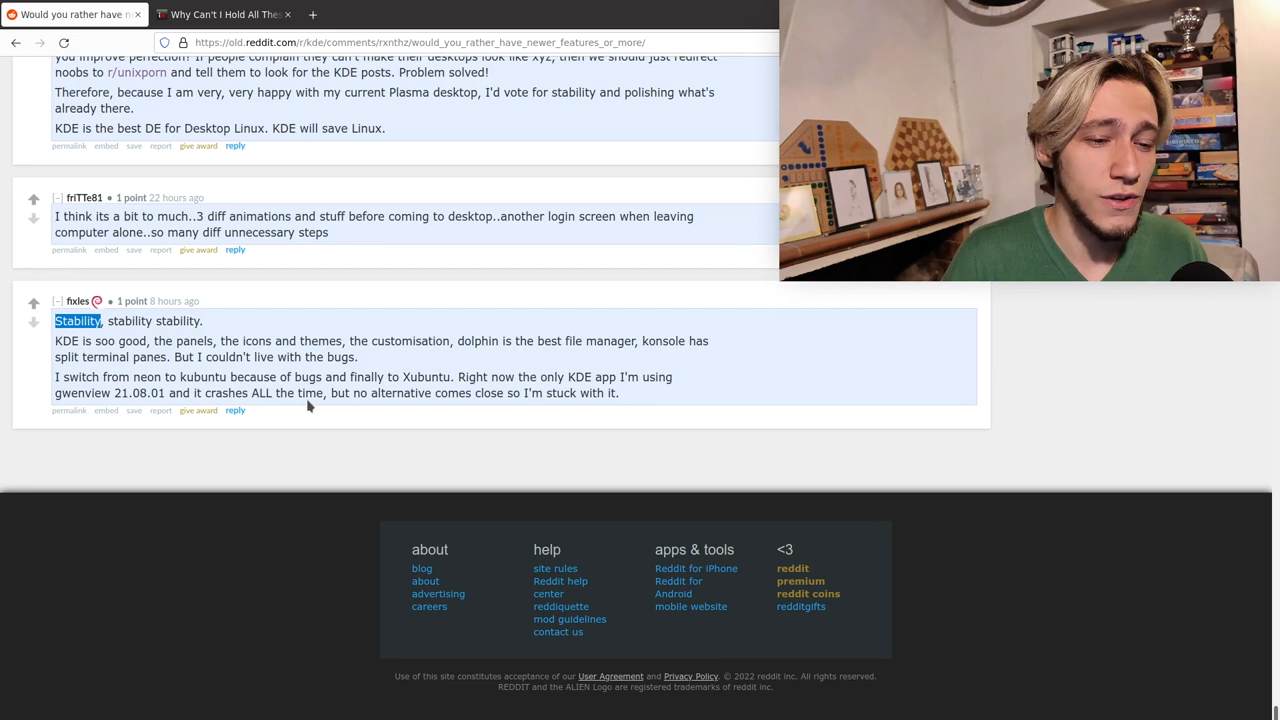 Would you rather have n
Why Can't I Hold All Thes
https://old.reddit.com/r/kde/comments/rxnthz/would_you_rather_have_newer_features_or_more/
you improve perfection? If people complain they can't make their desktops look like xyz, then we should just redirect
noobs to r/unixporn and tell them to look for the KDE posts. Problem solved!
Therefore, because I am very, very happy with my current Plasma desktop, I'd vote for stability and polishing what's
already there.
KDE is the best DE for Desktop Linux. KDE will save Linux.
permalink embed save report give award reply
[–] friTTe81 • 1 point 22 hours ago
I think its a bit to much..3 diff animations and stuff before coming to desktop..another login screen when leaving
computer alone..so many diff unnecessary steps
permalink embed save report give award reply
[–] fixles • 1 point 8 hours ago
Stability, stability stability.
KDE is soo good, the panels, the icons and themes, the customisation, dolphin is the best file manager, konsole has
split terminal panes. But I couldn't live with the bugs.
I switch from neon to kubuntu because of bugs and finally to Xubuntu. Right now the only KDE app I'm using
gwenview 21.08.01 and it crashes ALL the time, but no alternative comes close so I'm stuck with it.
permalink embed save report give award reply
about
blog
about
advertising
careers
help
site rules
Reddit help
center
reddiquette
mod guidelines
contact us
apps & tools
Reddit for iPhone
Reddit for
Android
mobile website
<3
reddit
premium
reddit coins
redditgifts
Use of this site constitutes acceptance of our User Agreement and Privacy Policy. © 2022 reddit inc. All rights reserved.
REDDIT and the ALIEN Logo are registered trademarks of reddit inc.